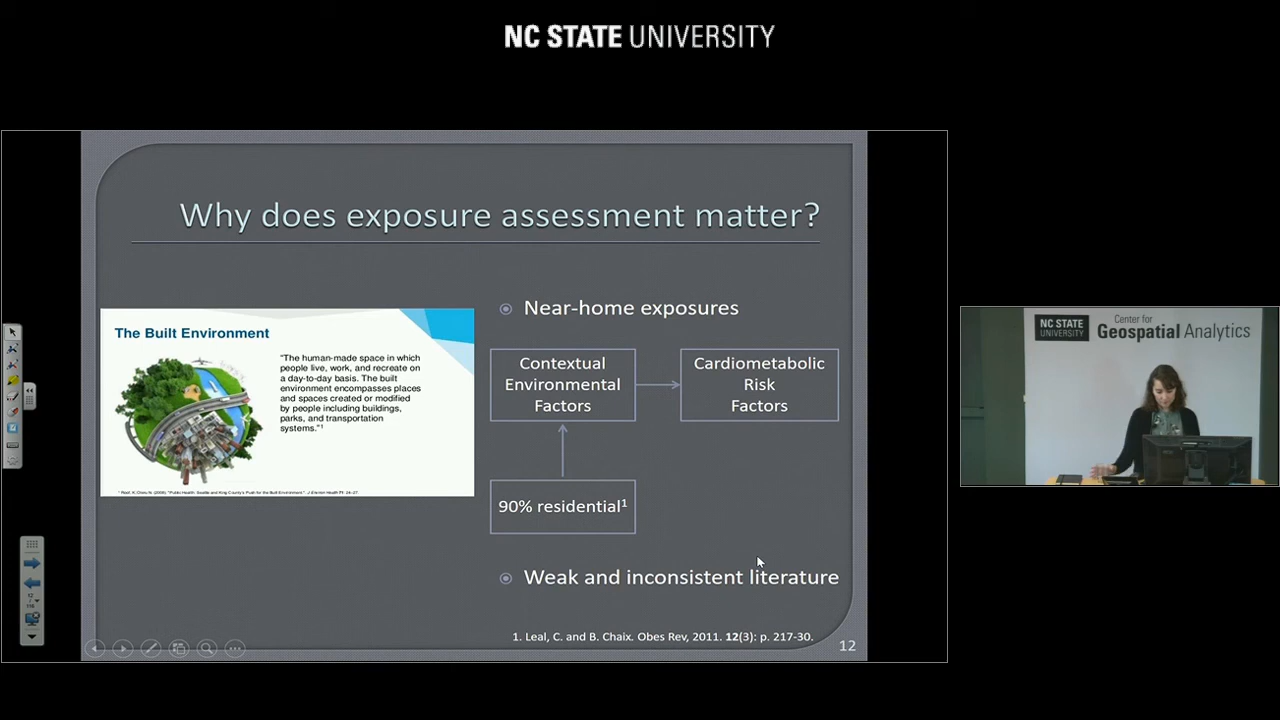 NC STATE UNIVERSITY
Why does exposure assessment matter?
The Built Environment
"The human-made space in which
people live, work, and recreate on
a day-to-day basis. The built
environment encompasses places
and spaces created or modified
by people including buildings,
parks, and transportation
systems."1
Near-home exposures
Contextual
Environmental
Factors
Cardiometabolic
Risk
Factors
90% residential1
Weak and inconsistent literature
1. Leal, C. and B. Chaix. Obes Rev, 2011. 12(3): p. 217-30.
12
NC STATE
UNIVERSITY
Center for
Geospatial Analytics